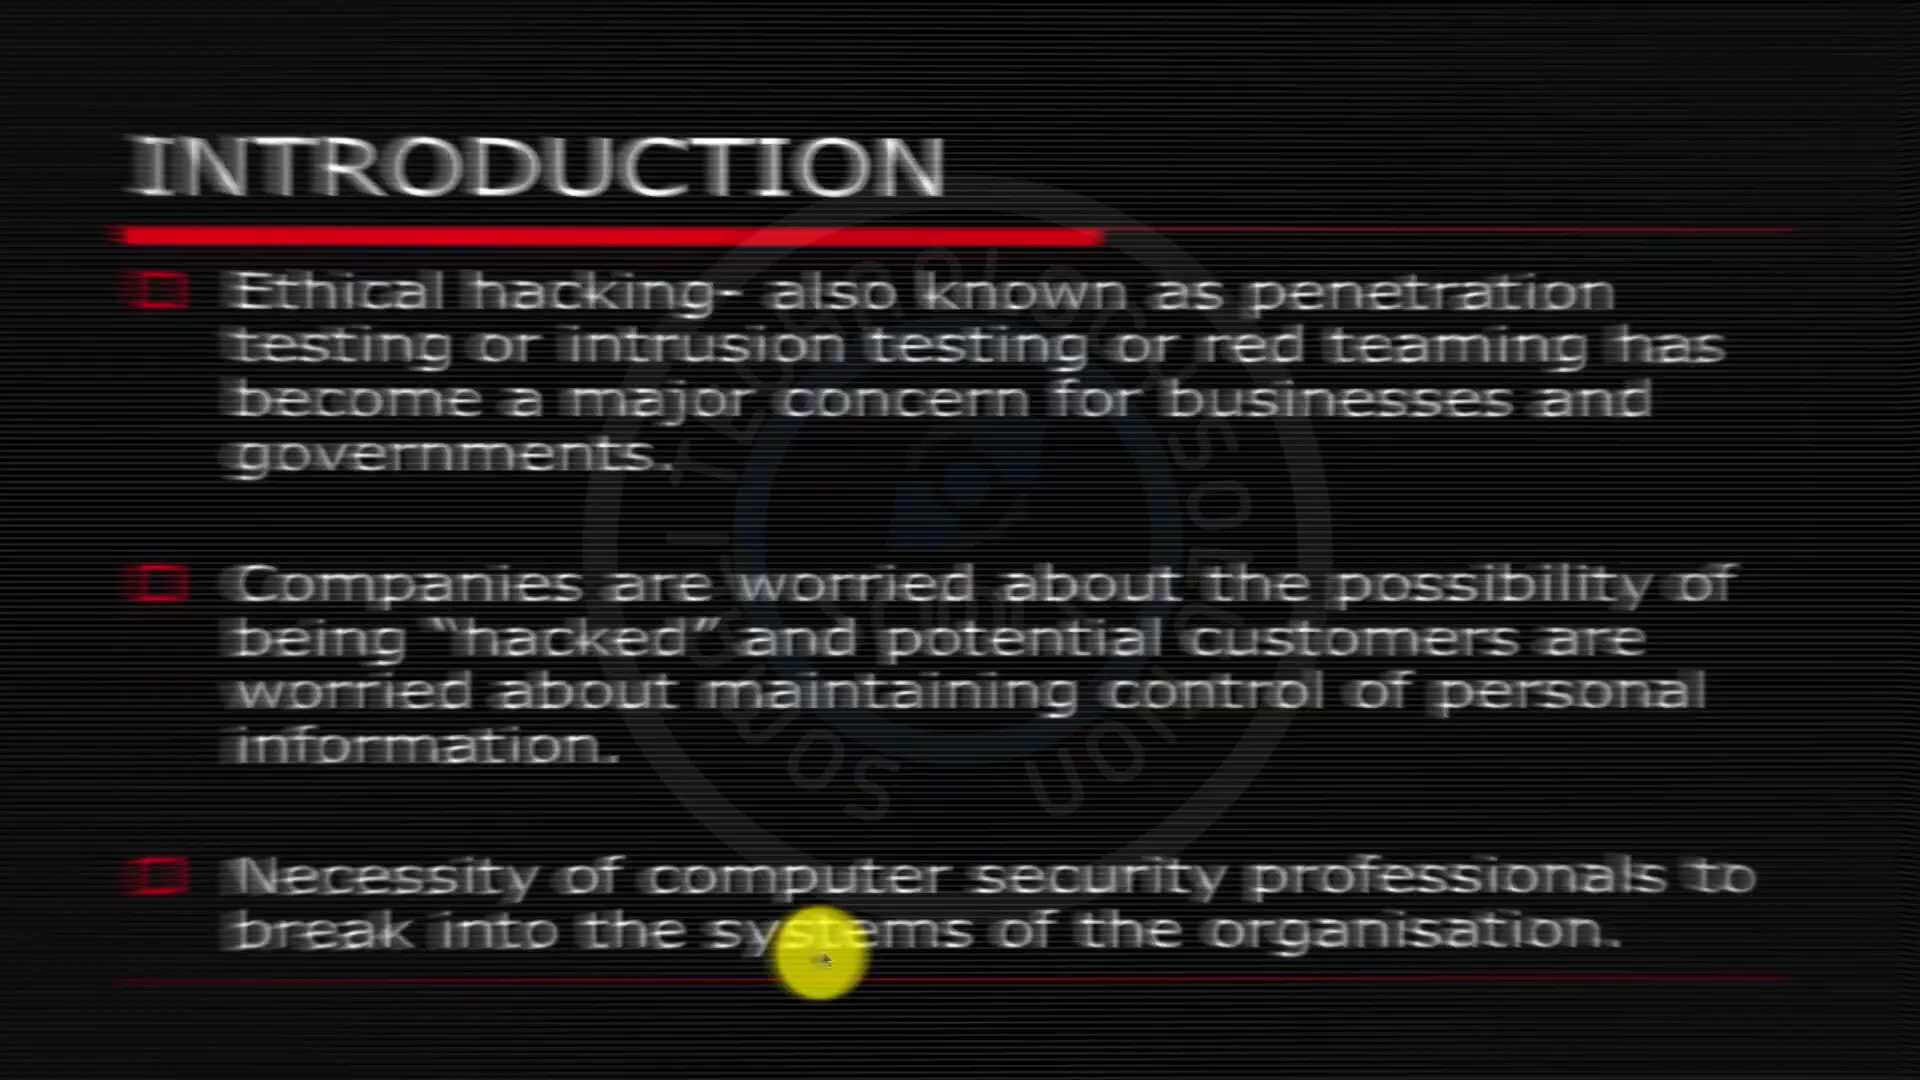 INTRODUCTION
Ethical hacking- also known as penetration
testing or intrusion testing or red teaming has
become a major concern for businesses and
governments.
Companies are worried about the possibility of
being “hacked” and potential customers are
worried about maintaining control of personal
information.
Necessity of computer security professionals to
break into the systems of the organisation.